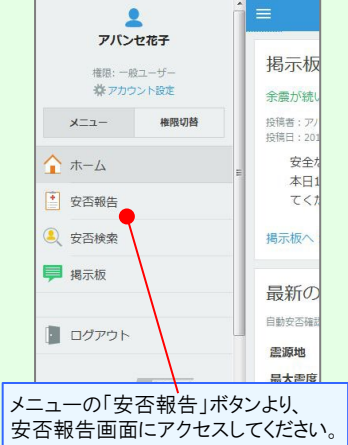 アバンセ花子
権限: 一般ユーザー
アカウント設定
メニュー 権限切替
ホーム
安否報告
安否検索
掲示板
ログアウト
掲示板
余震が続い
投稿者：アバ
投稿日：201
安全な
本日1
てくた
掲示板へ
最新の
自動安否確認
震源地
最大震度
メニューの「安否報告」ボタンより、
安否報告画面にアクセスしてください。